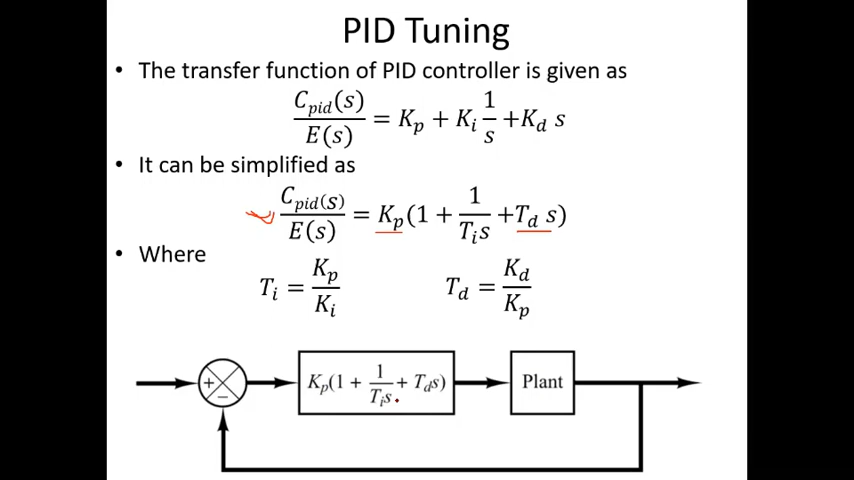 PID Tuning
• The transfer function of PID controller is given as
C_pid(s)/E(s) = K_p + K_i 1/s + K_d s
• It can be simplified as
C_pid(s)/E(s) = K_p(1 + 1/(T_i s) + T_d s)
• Where
T_i = K_p/K_i T_d = K_d/K_p
+ − K_p(1 + 1/(T_i s) + T_d s) Plant